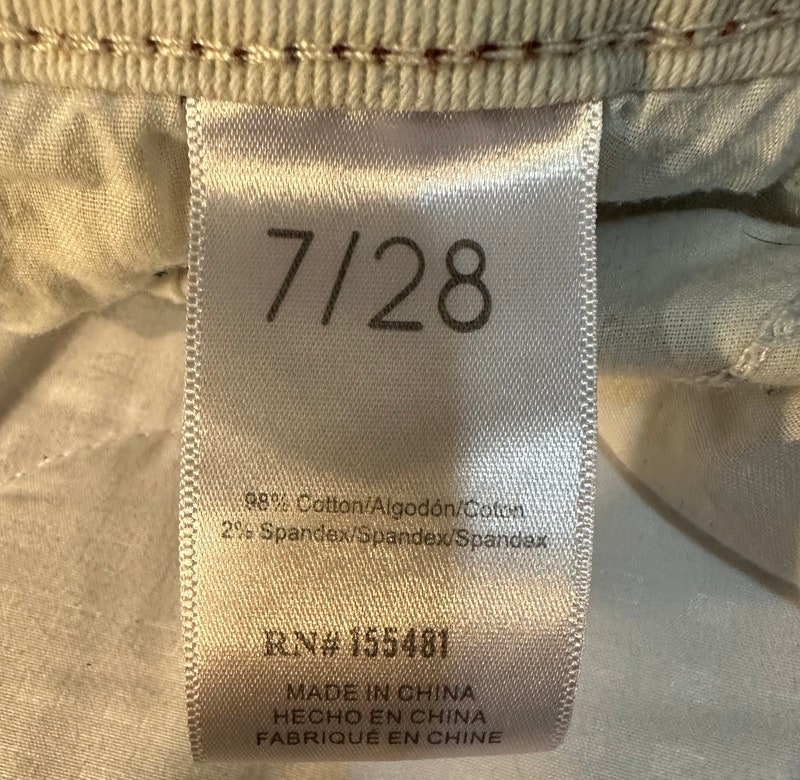 7/28
98% Cotton/Algodón/Coton
2% Spandex/Spandex/Spandex
RN# 155481
MADE IN CHINA
HECHO EN CHINA
FABRIQUÉ EN CHINE